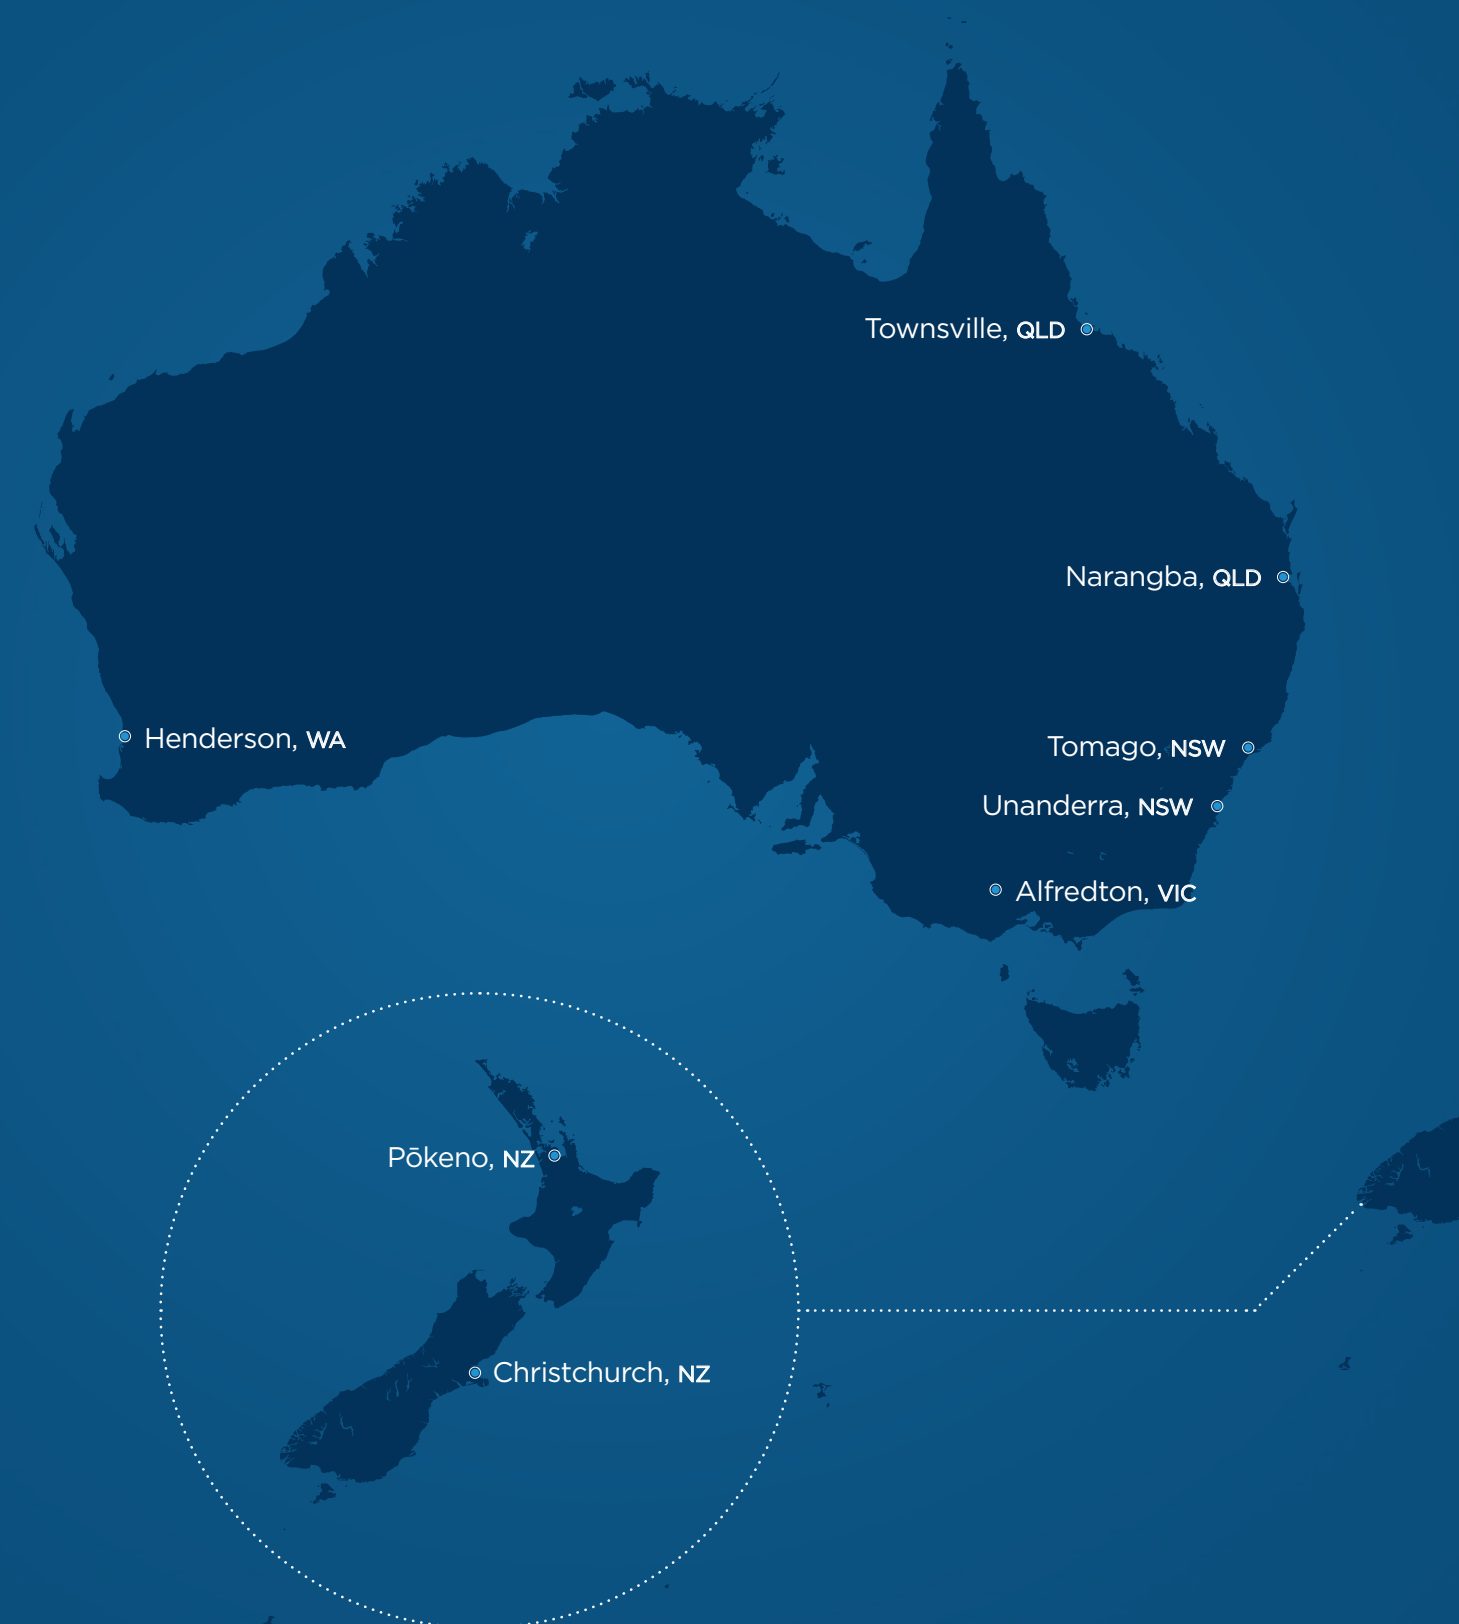 Townsville, QLD
Narangba, QLD
Henderson, WA
Tomago, NSW
Unanderra, NSW
Alfredton, VIC
Pōkeno, NZ
Christchurch, NZ